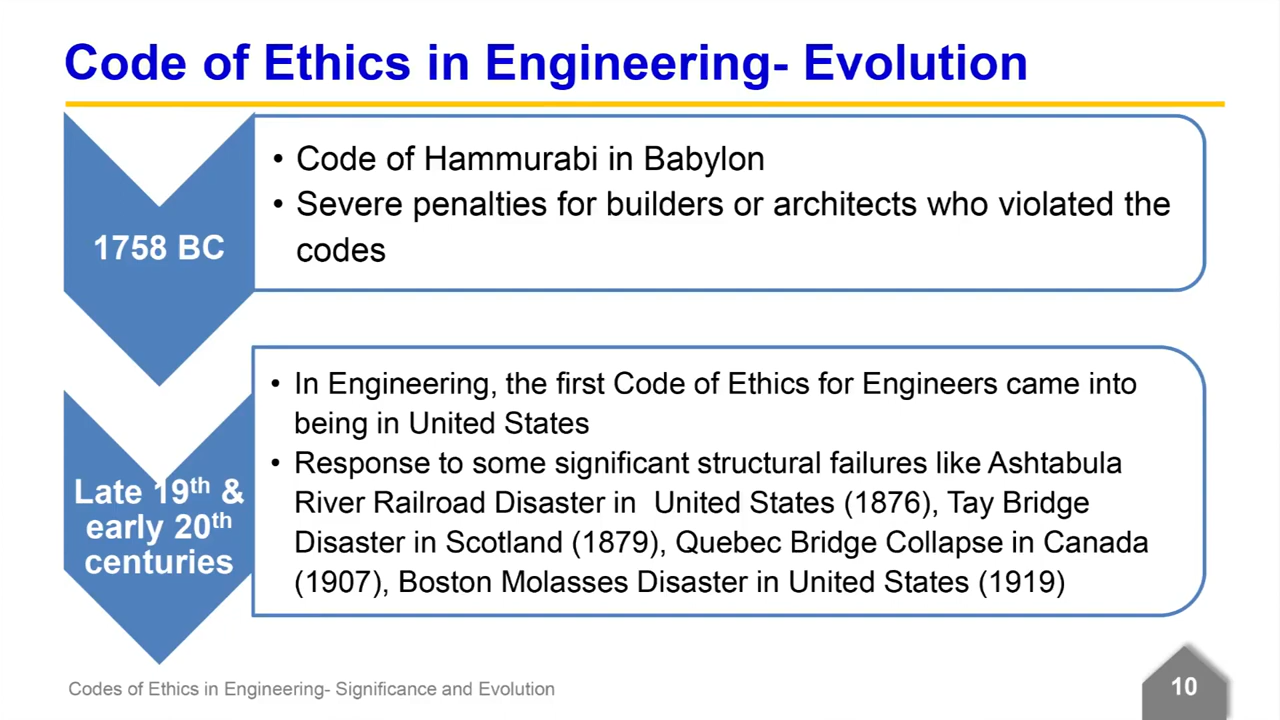 Code of Ethics in Engineering- Evolution
1758 BC
• Code of Hammurabi in Babylon
• Severe penalties for builders or architects who violated the
codes
Late 19th &
early 20th
centuries
• In Engineering, the first Code of Ethics for Engineers came into
being in United States
• Response to some significant structural failures like Ashtabula
River Railroad Disaster in United States (1876), Tay Bridge
Disaster in Scotland (1879), Quebec Bridge Collapse in Canada
(1907), Boston Molasses Disaster in United States (1919)
Codes of Ethics in Engineering- Significance and Evolution
10